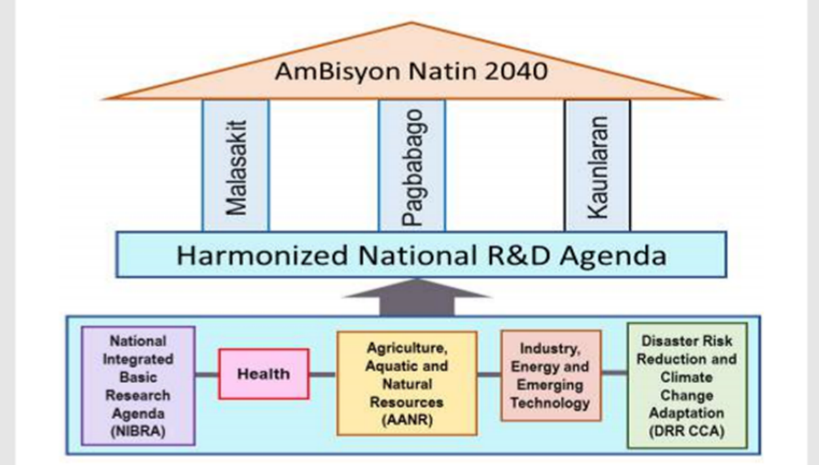 AmBisyon Natin 2040
Malasakit
Pagbabago
Kaunlaran
Harmonized National R&D Agenda
National
Integrated
Basic
Research
Agenda
(NIBRA)
Health
Agriculture,
Aquatic and
Natural
Resources
(AANR)
Industry,
Energy and
Emerging
Technology
Disaster Risk
Reduction and
Climate
Change
Adaptation
(DRR CCA)